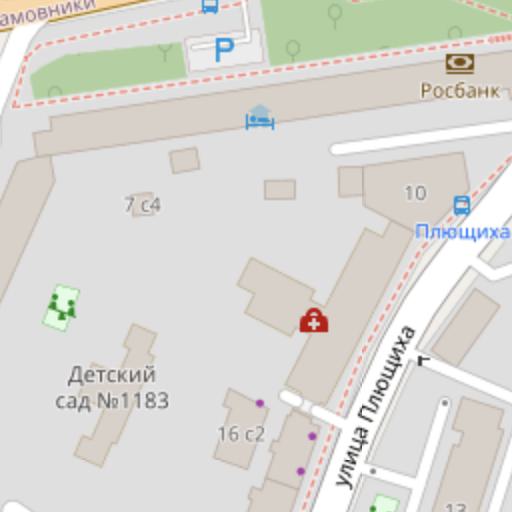 амовники
P
Росбанк
10
7 с4
Плющиха
Детский
сад №1183
улица Плющиха
16 с2
13